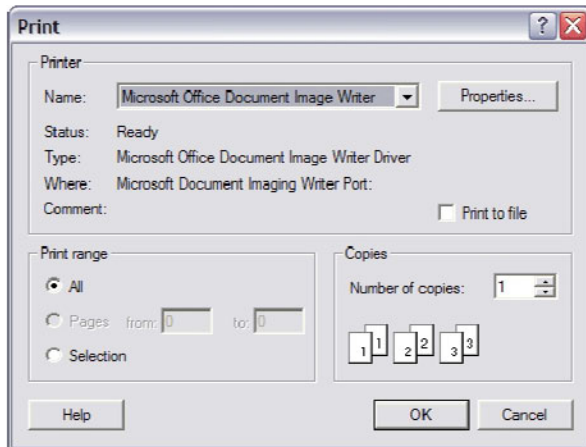 Print
Printer
Name: Microsoft Office Document Image Writer Properties...
Status: Ready
Type: Microsoft Office Document Image Writer Driver
Where: Microsoft Document Imaging Writer Port:
Comment: Print to file
Print range
All
Pages from: 0 to: 0
Selection
Copies
Number of copies: 1
1 1 2 2 3 3
Help OK Cancel